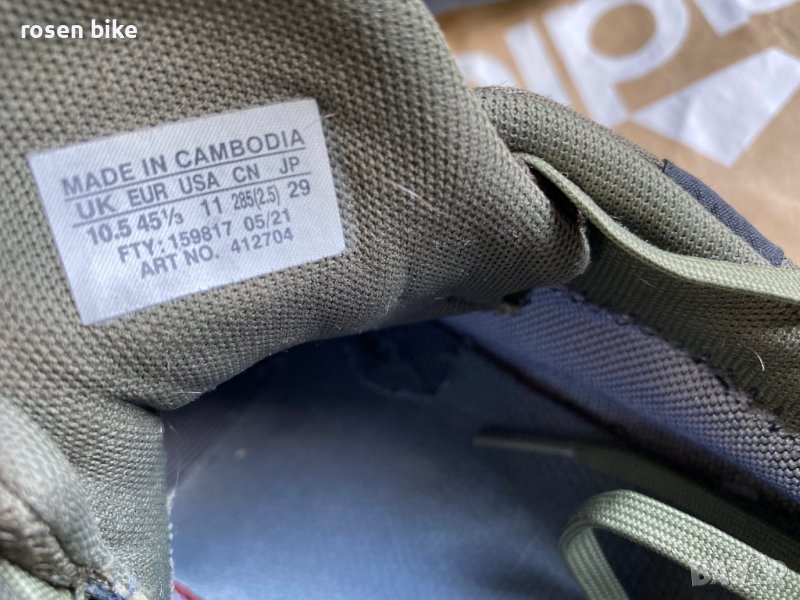 rosen bike
adidas
MADE IN CAMBODIA
UK EUR USA CN JP
10.5 45⅓ 11 285(2.5) 29
FTY: 159817 05/21
ART NO. 412704